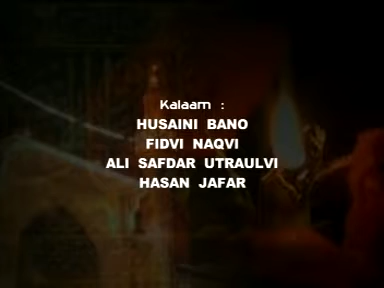 Kalaam :
HUSAINI BANO
FIDVI NAQVI
ALI SAFDAR UTRAULVI
HASAN JAFAR